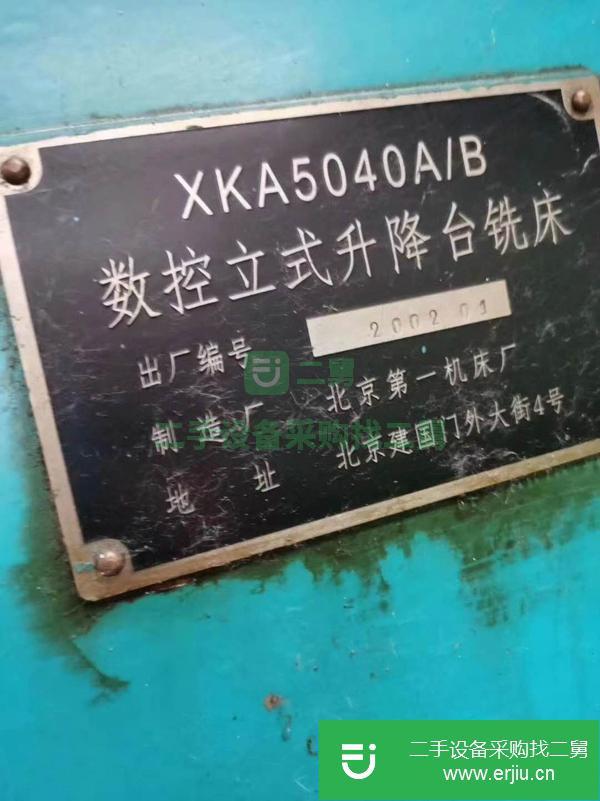 XKA5040A/B
数控立式升降台铣床
出厂编号 2002 01
制造厂 北京第一机床厂
地址 北京建国门外大街4号
二舅
二手设备采购找二舅
二手设备采购找二舅
www.erjiu.cn